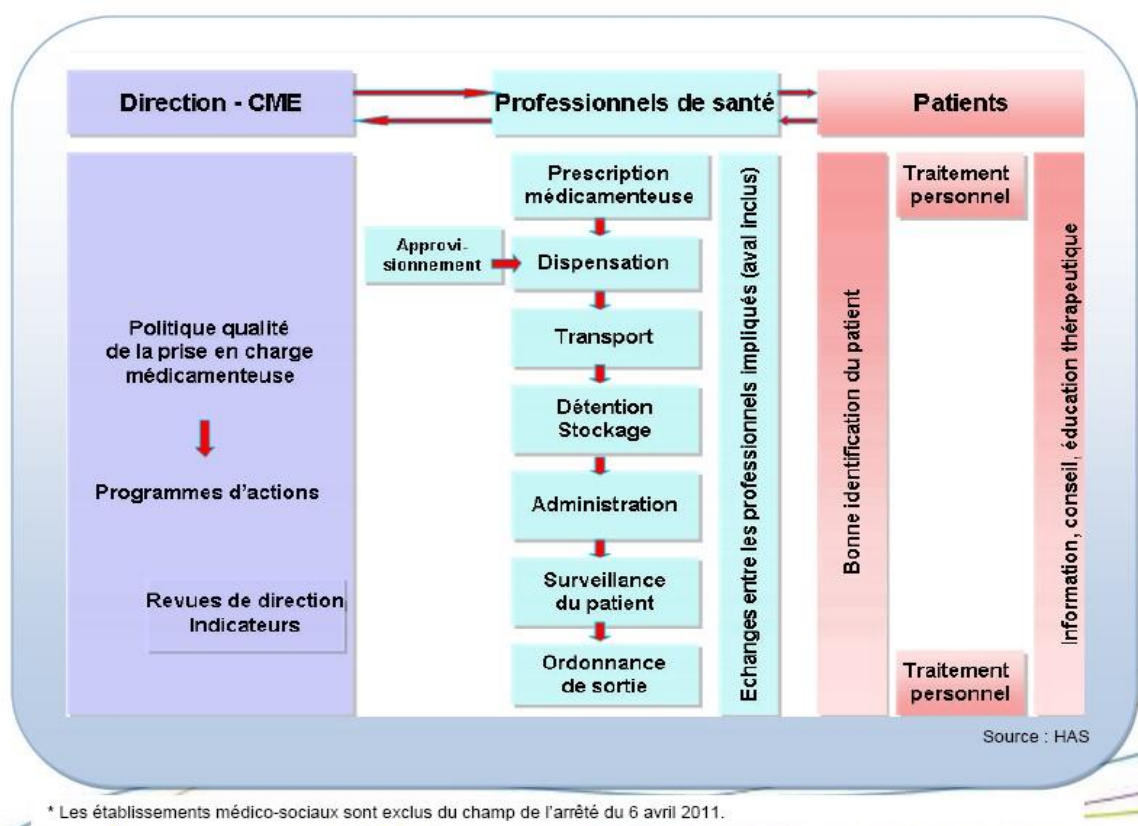 Direction - CME
Professionnels de santé
Patients
Politique qualité
de la prise en charge
médicamenteuse
Programmes d'actions
Revues de direction
Indicateurs
Approvi-
sionnement
Prescription
médicamenteuse
Dispensation
Transport
Détention
Stockage
Administration
Surveillance
du patient
Ordonnance
de sortie
Echanges entre les professionnels impliqués (aval inclus)
Bonne identification du patient
Traitement
personnel
Traitement
personnel
Information, conseil, éducation thérapeutique
Source : HAS
* Les établissements médico-sociaux sont exclus du champ de l'arrêté du 6 avril 2011.